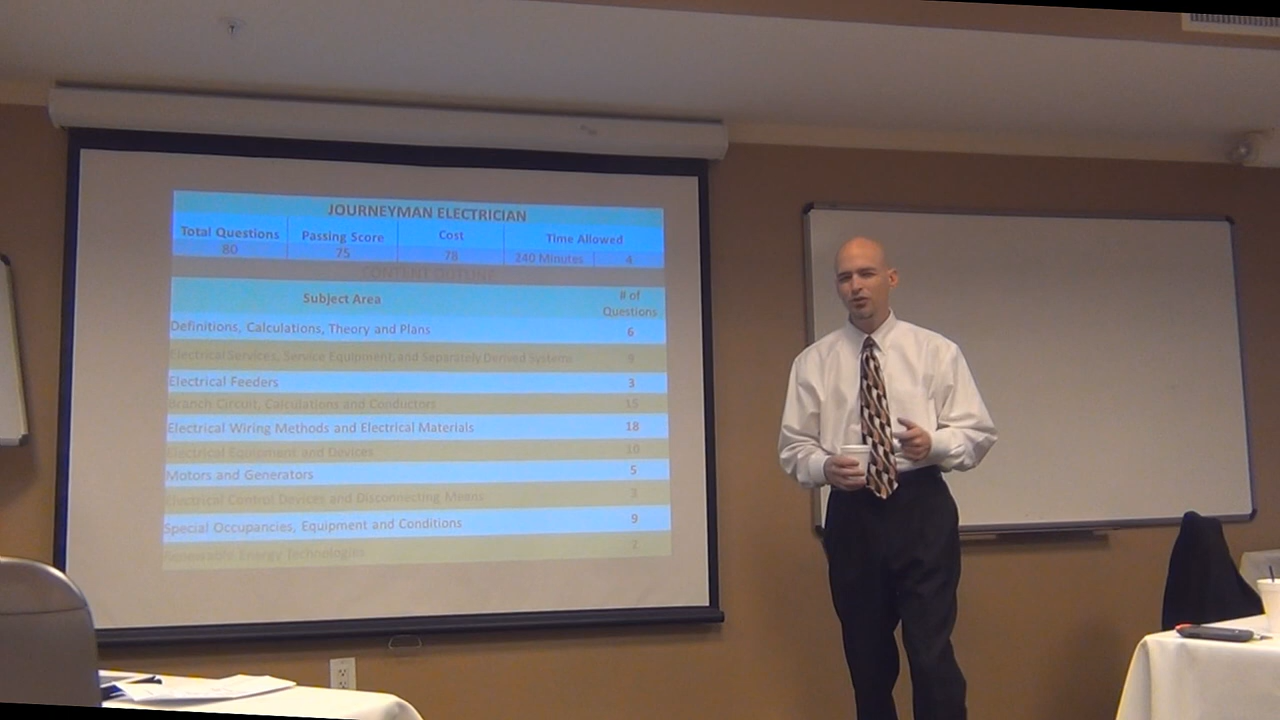 JOURNEYMAN ELECTRICIAN
Total Questions Passing Score Cost Time Allowed
80 75 78 240 Minutes 4
CONTENT OUTLINE
Subject Area # of Questions
Definitions, Calculations, Theory and Plans 6
Electrical Services, Service Equipment, and Separately Derived Systems 9
Electrical Feeders 3
Branch Circuit, Calculations and Conductors 15
Electrical Wiring Methods and Electrical Materials 18
Electrical Equipment and Devices 10
Motors and Generators 5
Electrical Control Devices and Disconnecting Means 3
Special Occupancies, Equipment and Conditions 9
Renewable Energy Technologies 2